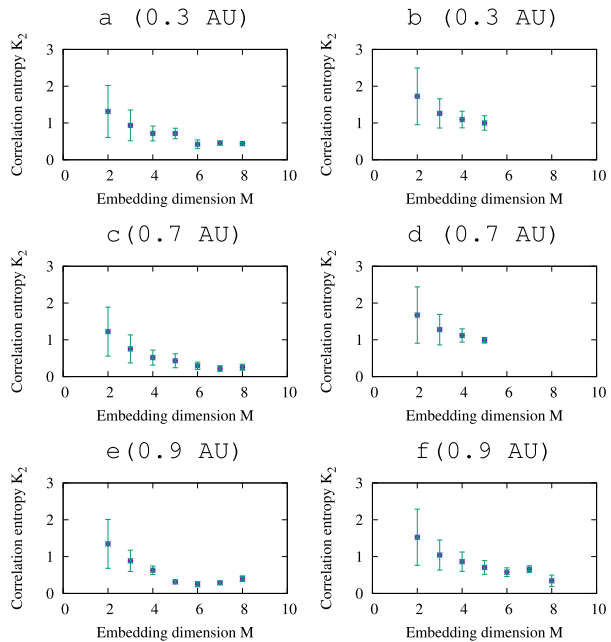 a (0.3 AU)
Correlation entropy K2
3
2
1
0
0 2 4 6 8 10
Embedding dimension M
b (0.3 AU)
Correlation entropy K2
3
2
1
0
0 2 4 6 8 10
Embedding dimension M
c(0.7 AU)
Correlation entropy K2
3
2
1
0
0 2 4 6 8 10
Embedding dimension M
d (0.7 AU)
Correlation entropy K2
3
2
1
0
0 2 4 6 8 10
Embedding dimension M
e(0.9 AU)
Correlation entropy K2
3
2
1
0
0 2 4 6 8 10
Embedding dimension M
f(0.9 AU)
Correlation entropy K2
3
2
1
0
0 2 4 6 8 10
Embedding dimension M